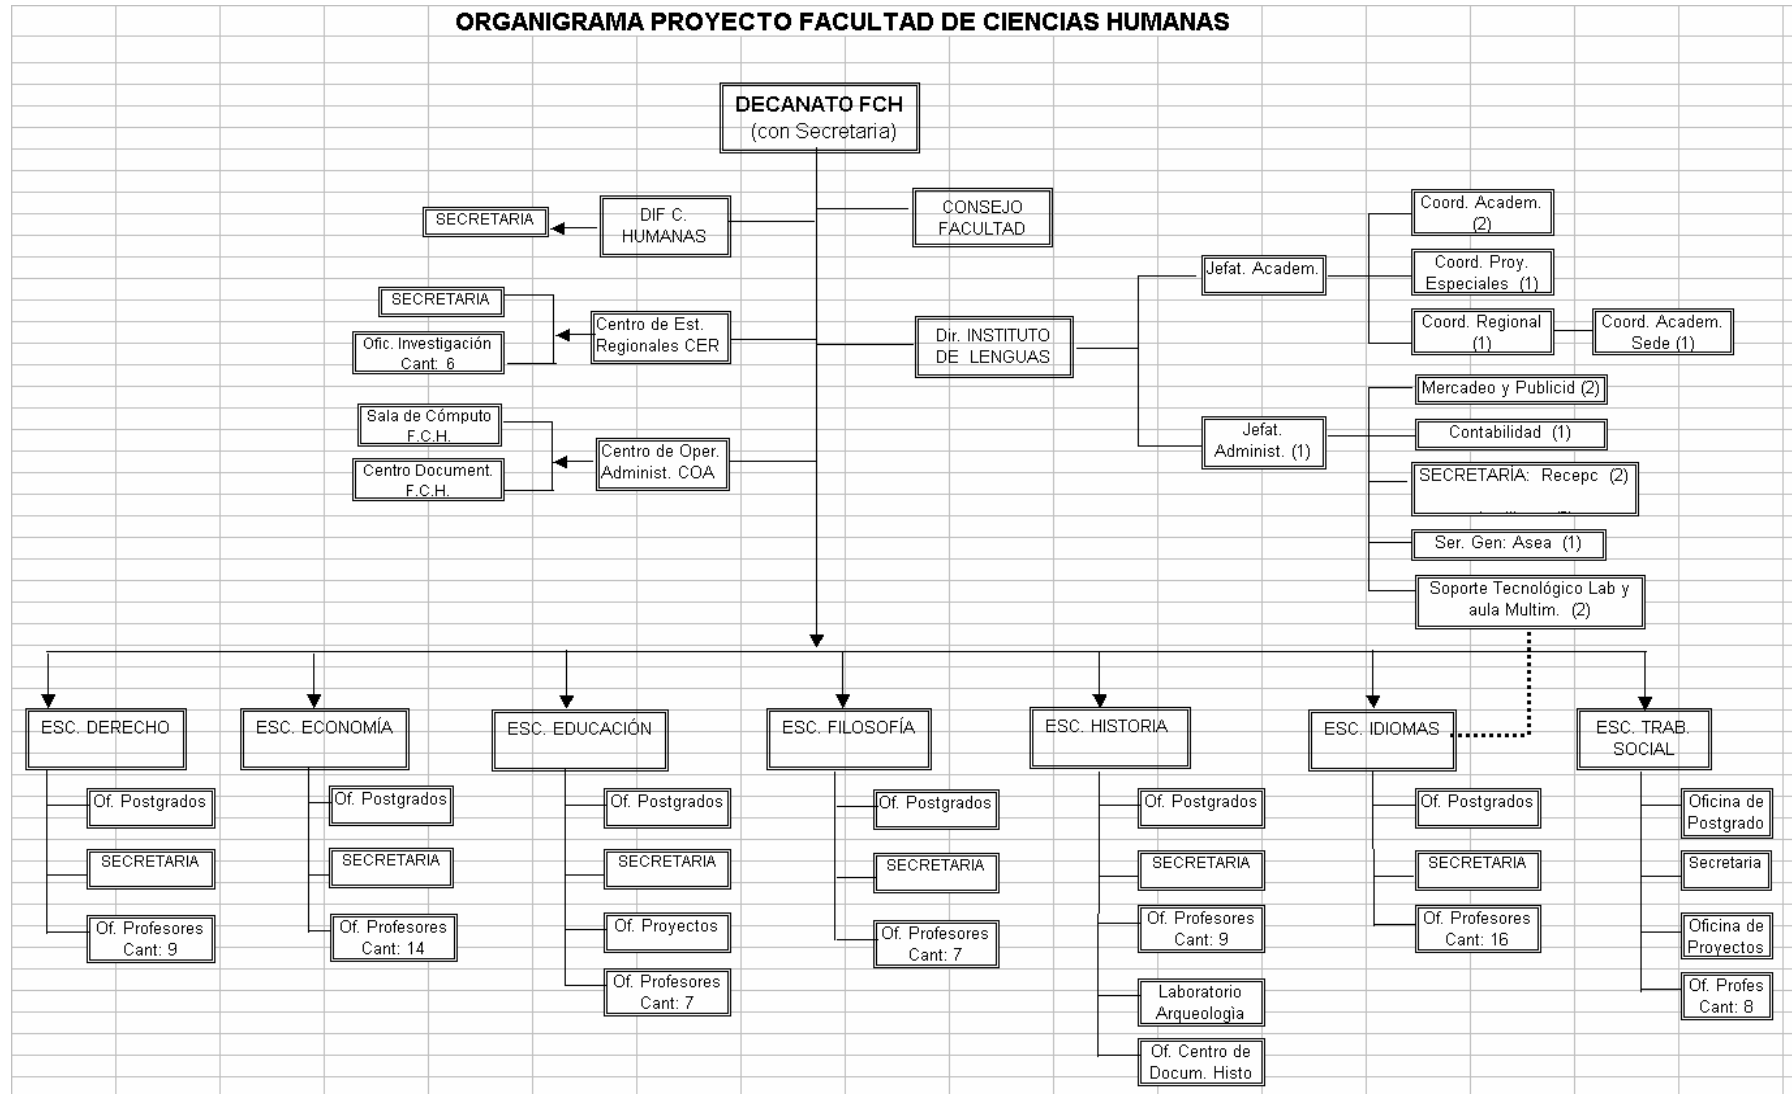 ORGANIGRAMA PROYECTO FACULTAD DE CIENCIAS HUMANAS
DECANATO FCH
(con Secretaria)
SECRETARIA
DIF C.
HUMANAS
CONSEJO
FACULTAD
SECRETARIA
Ofic. Investigación
Cant: 6
Centro de Est.
Regionales CER
Dir. INSTITUTO
DE LENGUAS
Sala de Cómputo
F.C.H.
Centro Document.
F.C.H.
Centro de Oper.
Administ. COA
Jefat. Academ.
Coord. Academ.
(2)
Coord. Proy.
Especiales (1)
Coord. Regional
(1)
Coord. Academ.
Sede (1)
Jefat.
Administ. (1)
Mercadeo y Publicid (2)
Contabilidad (1)
SECRETARÍA: Recepc (2)
Ser. Gen: Asea (1)
Soporte Tecnológico Lab y
aula Multim. (2)
ESC. DERECHO
Of. Postgrados
SECRETARIA
Of. Profesores
Cant: 9
ESC. ECONOMÍA
Of. Postgrados
SECRETARIA
Of. Profesores
Cant: 14
ESC. EDUCACIÓN
Of. Postgrados
SECRETARIA
Of. Proyectos
Of. Profesores
Cant: 7
ESC. FILOSOFÍA
Of. Postgrados
SECRETARIA
Of. Profesores
Cant: 7
ESC. HISTORIA
Of. Postgrados
SECRETARIA
Of. Profesores
Cant: 9
Laboratorio
Arqueologìa
Of. Centro de
Docum. Histo
ESC. IDIOMAS
Of. Postgrados
SECRETARIA
Of. Profesores
Cant: 16
ESC. TRAB.
SOCIAL
Oficina de
Postgrado
Secretaria
Oficina de
Proyectos
Of. Profes
Cant: 8